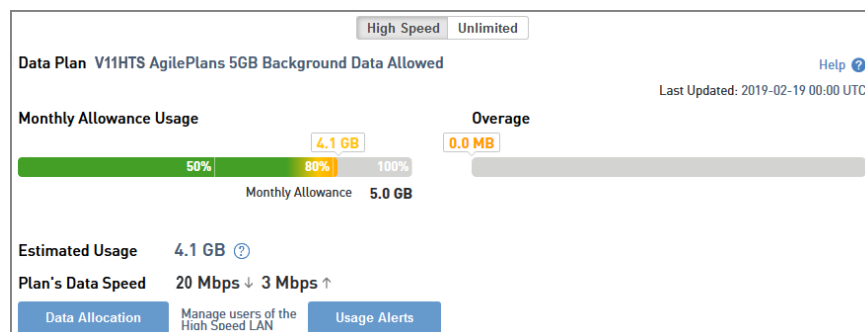 High Speed Unlimited
Data Plan V11HTS AgilePlans 5GB Background Data Allowed
Help ?
Last Updated: 2019-02-19 00:00 UTC
Monthly Allowance Usage Overage
4.1 GB 0.0 MB
50% 80% 100%
Monthly Allowance 5.0 GB
Estimated Usage 4.1 GB ?
Plan's Data Speed 20 Mbps ↓ 3 Mbps ↑
Data Allocation Manage users of the Usage Alerts
High Speed LAN